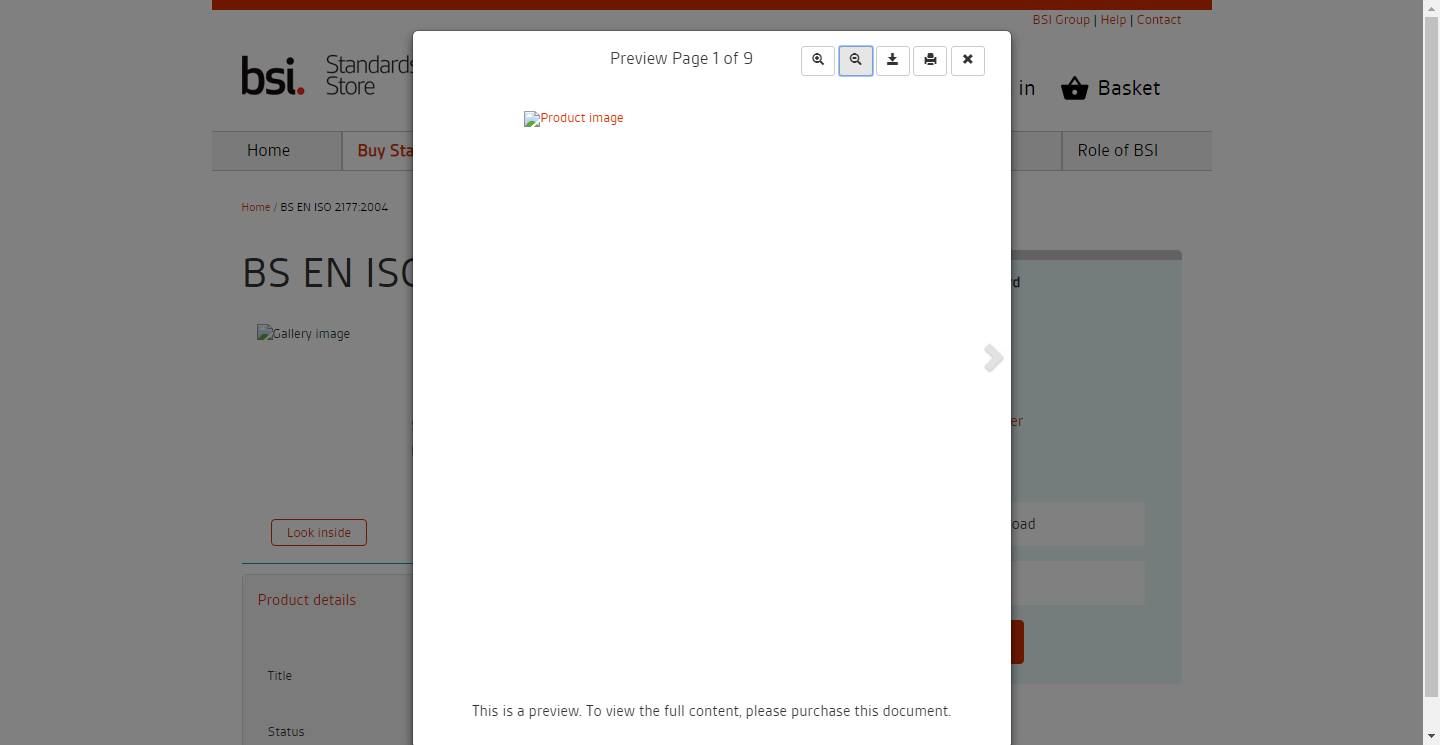 BSI Group | Help | Contact
Preview Page 1 of 9
bsi.
Standards
Store
in
Basket
Home
Buy Sta
Role of BSI
Home / BS EN ISO 2177:2004
BS EN ISO
Product image
Gallery image
Look inside
Product details
Title
Status
This is a preview. To view the full content, please purchase this document.